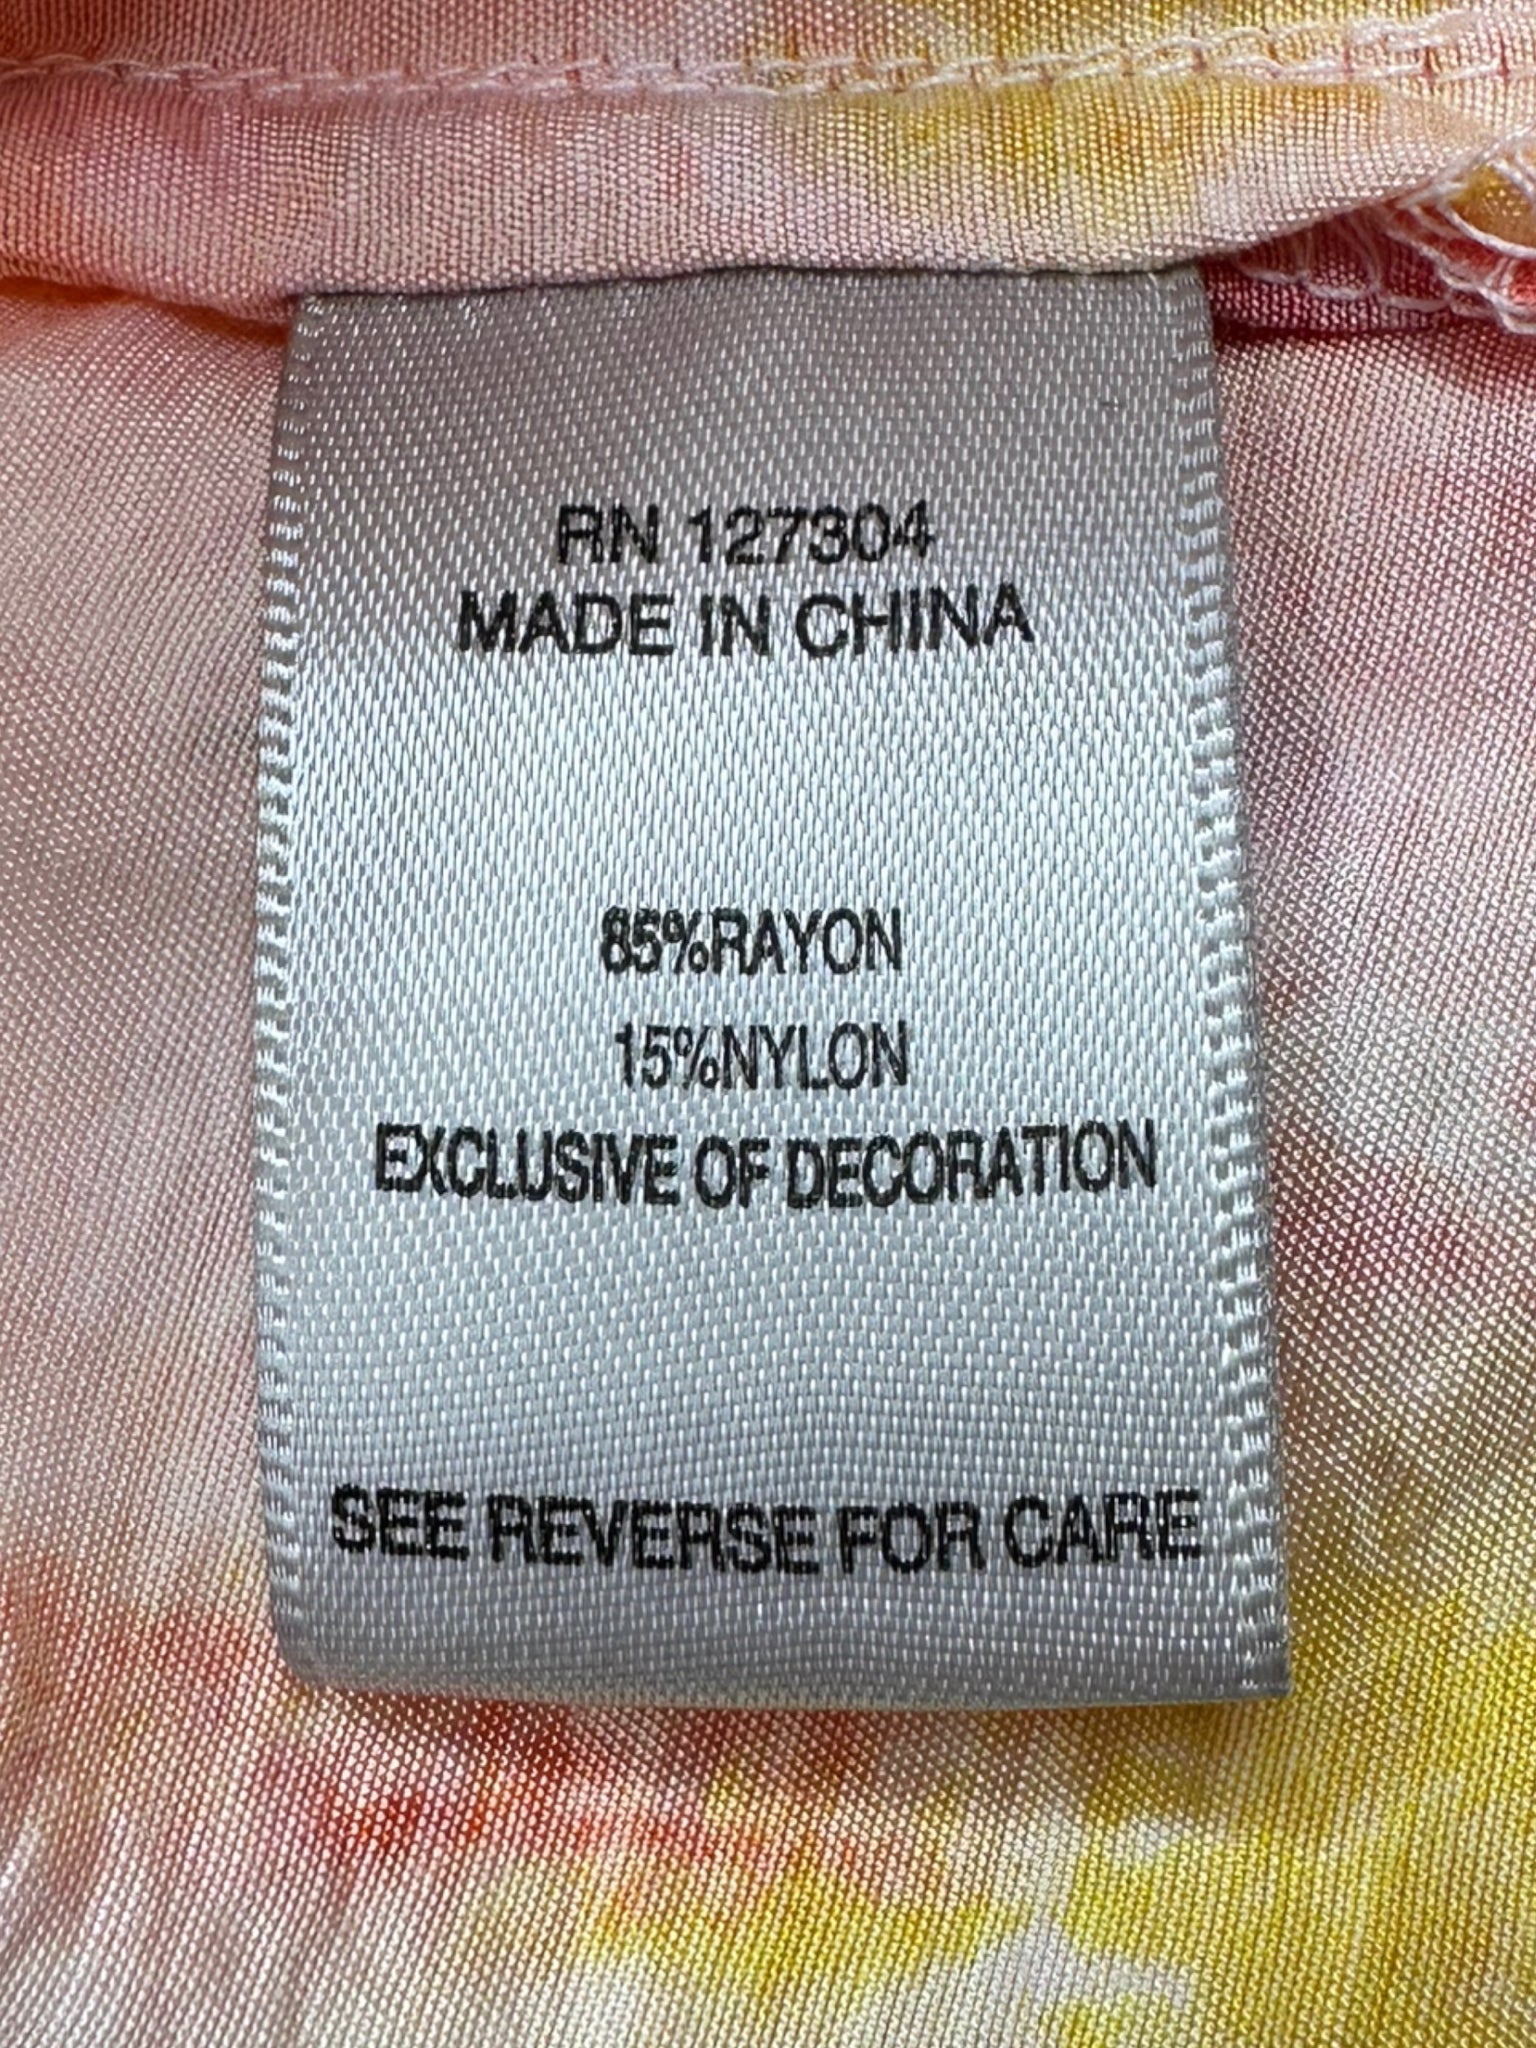 RN 127304
MADE IN CHINA
85%RAYON
15%NYLON
EXCLUSIVE OF DECORATION
SEE REVERSE FOR CARE